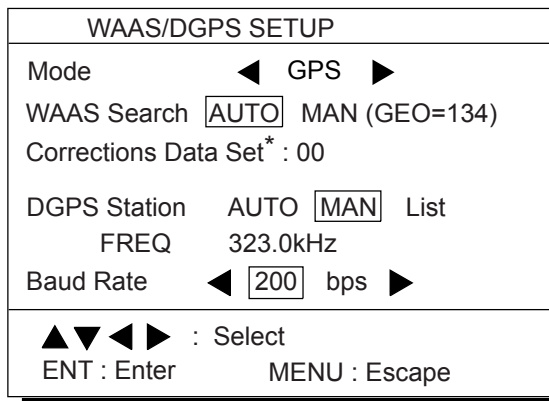 WAAS/DGPS SETUP
Mode ◀ GPS ▶
WAAS Search AUTO MAN (GEO=134)
Corrections Data Set* : 00
DGPS Station AUTO MAN List
FREQ 323.0kHz
Baud Rate ◀ 200 bps ▶
▲▼◀▶ : Select
ENT : Enter MENU : Escape